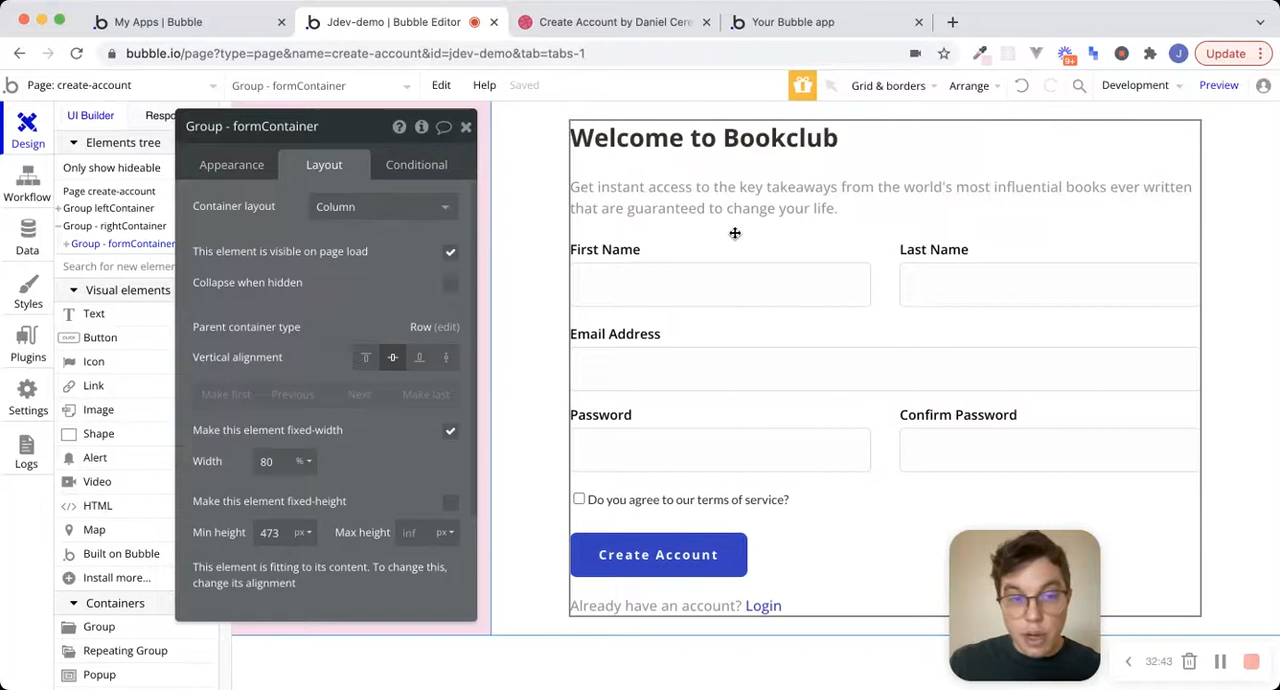 My Apps | Bubble
Jdev-demo | Bubble Editor
Create Account by Daniel Cere
Your Bubble app
bubble.io/page?type=page&name=create-account&id=jdev-demo&tab=tabs-1
9+
J
Update
Page: create-account
Group - formContainer
Edit
Help
Saved
Grid & borders
Arrange
Development
Preview
Design
Workflow
Data
Styles
Plugins
Settings
Logs
UI Builder
Respo
Elements tree
Only show hideable
Page create-account
Group leftContainer
Group - rightContainer
Group - formContainer
Search for new elemen
Visual elements
Text
Button
Icon
Link
Image
Shape
Alert
Video
HTML
Map
Built on Bubble
Install more...
Containers
Group
Repeating Group
Popup
Group - formContainer
Appearance
Layout
Conditional
Container layout
Column
This element is visible on page load
Collapse when hidden
Parent container type
Row (edit)
Vertical alignment
Make first
Previous
Next
Make last
Make this element fixed-width
Width
80
%
Make this element fixed-height
Min height
473
px
Max height
inf
px
This element is fitting to its content. To change this,
change its alignment
Welcome to Bookclub
Get instant access to the key takeaways from the world's most influential books ever written
that are guaranteed to change your life.
First Name
Last Name
Email Address
Password
Confirm Password
Do you agree to our terms of service?
Create Account
Already have an account? Login
32:43